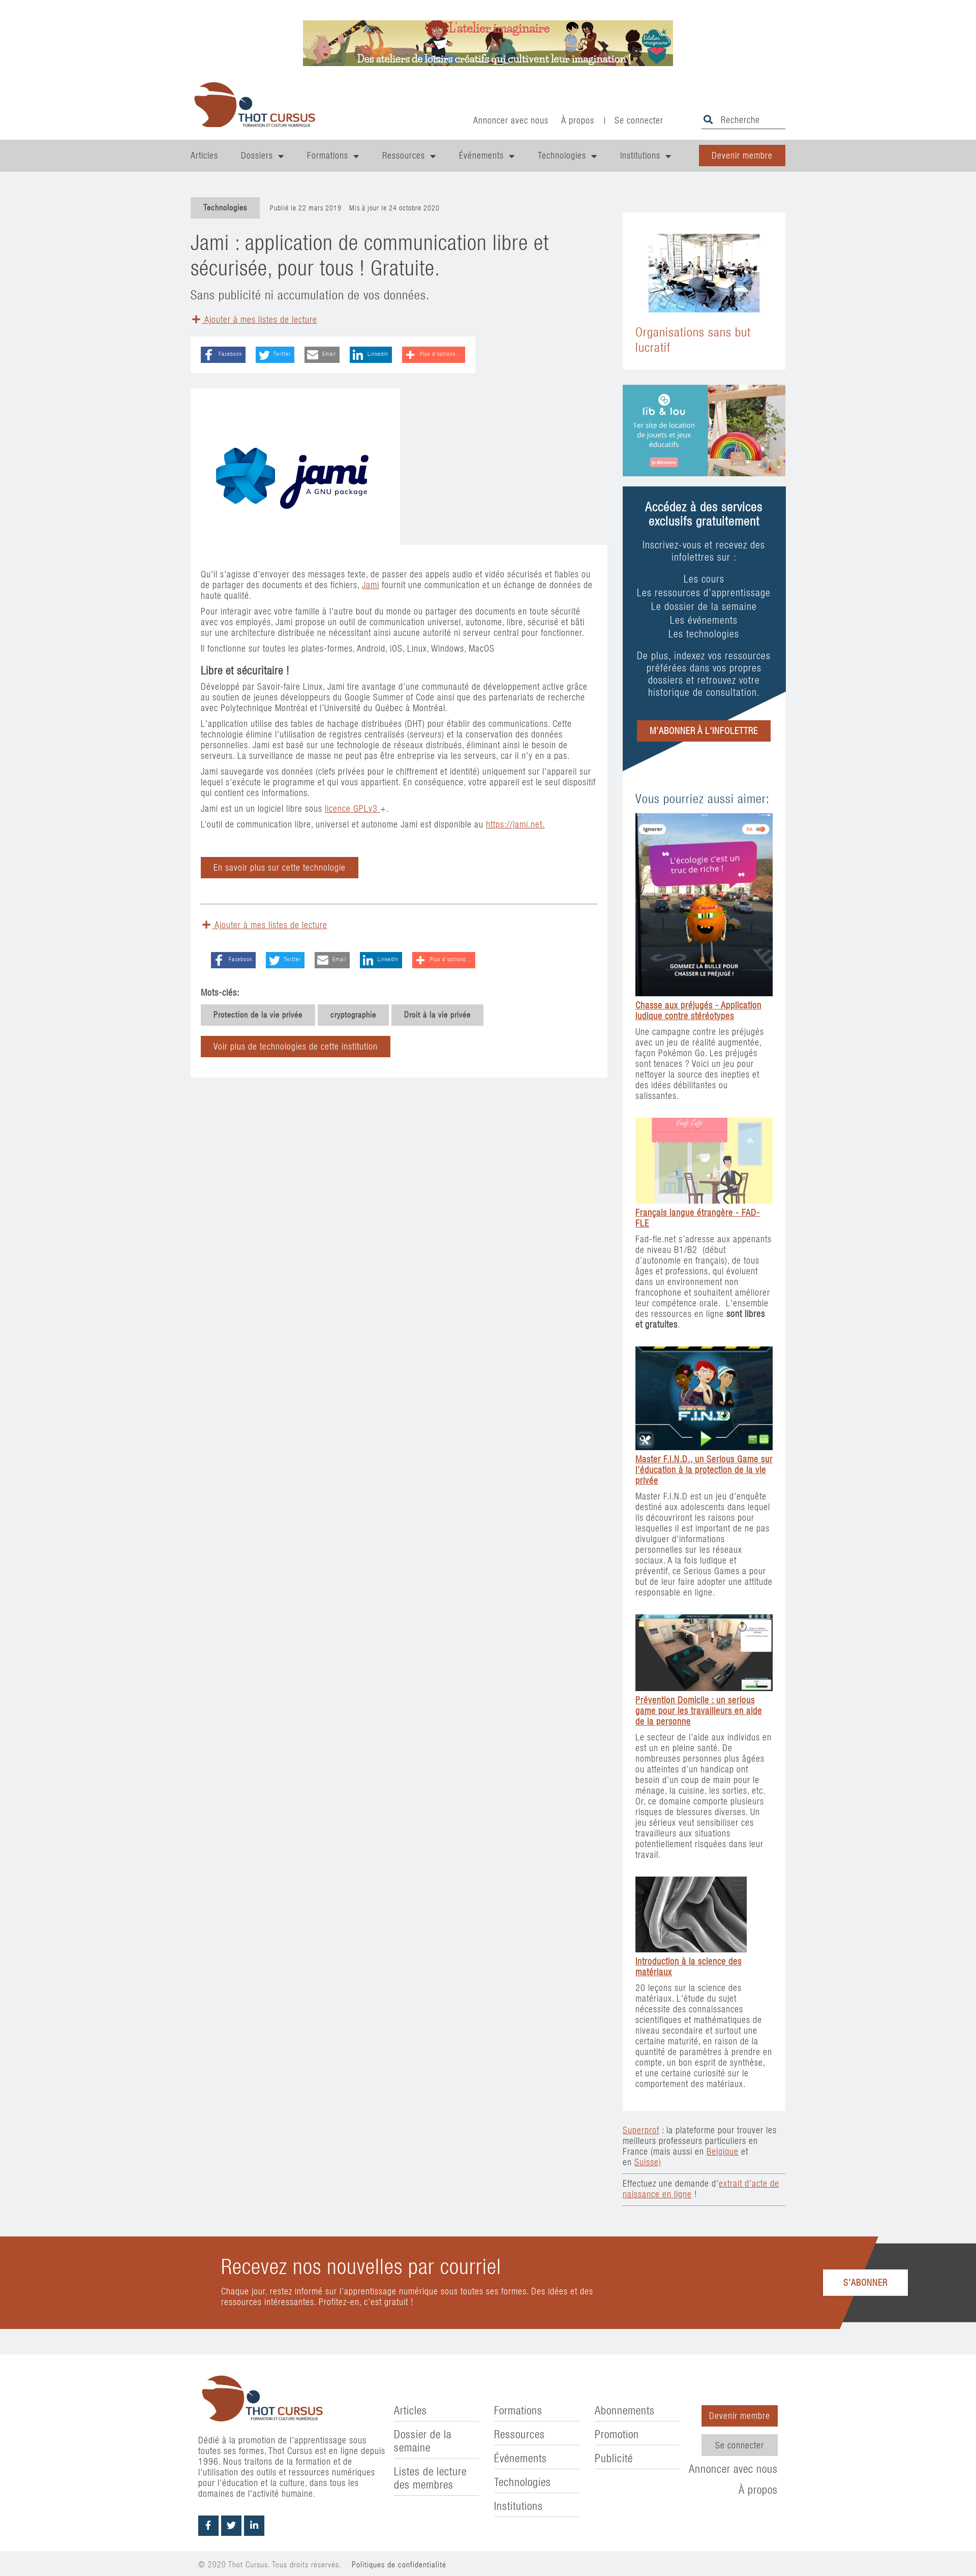 L'atelier imaginaire
Des ateliers de loisirs créatifs qui cultivent leur imagination !
THOT CURSUS
FORMATION ET CULTURE NUMÉRIQUE
Annoncer avec nous
À propos
|
Se connecter
Recherche
Articles
Dossiers
Formations
Ressources
Événements
Technologies
Institutions
Devenir membre
Technologies
Publié le 22 mars 2019 Mis à jour le 24 octobre 2020
Jami : application de communication libre et
sécurisée, pour tous ! Gratuite.
Sans publicité ni accumulation de vos données.
Ajouter à mes listes de lecture
Facebook
Twitter
Email
LinkedIn
Plus d'options...
jami
A GNU package
Qu'il s'agisse d'envoyer des messages texte, de passer des appels audio et vidéo sécurisés et fiables ou
de partager des documents et des fichiers, Jami fournit une communication et un échange de données de
haute qualité.
Pour interagir avec votre famille à l'autre bout du monde ou partager des documents en toute sécurité
avec vos employés, Jami propose un outil de communication universel, autonome, libre, sécurisé et bâti
sur une architecture distribuée ne nécessitant ainsi aucune autorité ni serveur central pour fonctionner.
Il fonctionne sur toutes les plates-formes, Android, iOS, Linux, Windows, MacOS
Libre et sécuritaire !
Développé par Savoir-faire Linux, Jami tire avantage d'une communauté de développement active grâce
au soutien de jeunes développeurs du Google Summer of Code ainsi que des partenariats de recherche
avec Polytechnique Montréal et l'Université du Québec à Montréal.
L'application utilise des tables de hachage distribuées (DHT) pour établir des communications. Cette
technologie élimine l'utilisation de registres centralisés (serveurs) et la conservation des données
personnelles. Jami est basé sur une technologie de réseaux distribués, éliminant ainsi le besoin de
serveurs. La surveillance de masse ne peut pas être entreprise via les serveurs, car il n'y en a pas.
Jami sauvegarde vos données (clefs privées pour le chiffrement et identité) uniquement sur l'appareil sur
lequel s'exécute le programme et qui vous appartient. En conséquence, votre appareil est le seul dispositif
qui contient ces informations.
Jami est un un logiciel libre sous licence GPLv3 +.
L'outil de communication libre, universel et autonome Jami est disponible au https://jami.net.
En savoir plus sur cette technologie
Ajouter à mes listes de lecture
Facebook
Twitter
Email
LinkedIn
Plus d'options...
Mots-clés:
Protection de la vie privée
cryptographie
Droit à la vie privée
Voir plus de technologies de cette institution
Organisations sans but
lucratif
lib & lou
1er site de location
de jouets et jeux
éducatifs
je découvre
Accédez à des services
exclusifs gratuitement
Inscrivez-vous et recevez des
infolettres sur :
Les cours
Les ressources d'apprentissage
Le dossier de la semaine
Les événements
Les technologies
De plus, indexez vos ressources
préférées dans vos propres
dossiers et retrouvez votre
historique de consultation.
M'ABONNER À L'INFOLETTRE
Vous pourriez aussi aimer:
Ignorer
L'écologie c'est un
truc de riche !
GOMMEZ LA BULLE POUR
CHASSER LE PRÉJUGÉ !
Chasse aux préjugés - Application
ludique contre stéréotypes
Une campagne contre les préjugés
avec un jeu de réalité augmentée,
façon Pokémon Go. Les préjugés
sont tenaces ? Voici un jeu pour
nettoyer la source des inepties et
des idées débilitantes ou
salissantes.
Français langue étrangère - FAD-
FLE
Fad-fle.net s'adresse aux appenants
de niveau B1/B2 (début
d'autonomie en français), de tous
âges et professions, qui évoluent
dans un environnement non
francophone et souhaitent améliorer
leur compétence orale. L'ensemble
des ressources en ligne sont libres
et gratuites.
MASTER
F.I.N.D
Master F.I.N.D., un Serious Game sur
l'éducation à la protection de la vie
privée
Master F.I.N.D est un jeu d'enquête
destiné aux adolescents dans lequel
ils découvriront les raisons pour
lesquelles il est important de ne pas
divulguer d'informations
personnelles sur les réseaux
sociaux. A la fois ludique et
préventif, ce Serious Games a pour
but de leur faire adopter une attitude
responsable en ligne.
Prévention Domicile : un serious
game pour les travailleurs en aide
de la personne
Le secteur de l'aide aux individus en
est un en pleine santé. De
nombreuses personnes plus âgées
ou atteintes d'un handicap ont
besoin d'un coup de main pour le
ménage, la cuisine, les sorties, etc.
Or, ce domaine comporte plusieurs
risques de blessures diverses. Un
jeu sérieux veut sensibiliser ces
travailleurs aux situations
potentiellement risquées dans leur
travail.
Introduction à la science des
matériaux
20 leçons sur la science des
matériaux. L'étude du sujet
nécessite des connaissances
scientifiques et mathématiques de
niveau secondaire et surtout une
certaine maturité, en raison de la
quantité de paramètres à prendre en
compte, un bon esprit de synthèse,
et une certaine curiosité sur le
comportement des matériaux.
Superprof : la plateforme pour trouver les
meilleurs professeurs particuliers en
France (mais aussi en Belgique et
en Suisse)
Effectuez une demande d'extrait d'acte de
naissance en ligne !
Recevez nos nouvelles par courriel
Chaque jour, restez informé sur l'apprentissage numérique sous toutes ses formes. Des idées et des
ressources intéressantes. Profitez-en, c'est gratuit !
S'ABONNER
THOT CURSUS
FORMATION ET CULTURE NUMÉRIQUE
Dédié à la promotion de l'apprentissage sous
toutes ses formes, Thot Cursus est en ligne depuis
1996. Nous traitons de la formation et de
l'utilisation des outils et ressources numériques
pour l'éducation et la culture, dans tous les
domaines de l'activité humaine.
Articles
Dossier de la
semaine
Listes de lecture
des membres
Formations
Ressources
Événements
Technologies
Institutions
Abonnements
Promotion
Publicité
Devenir membre
Se connecter
Annoncer avec nous
À propos
© 2020 Thot Cursus. Tous droits réservés. Politiques de confidentialité